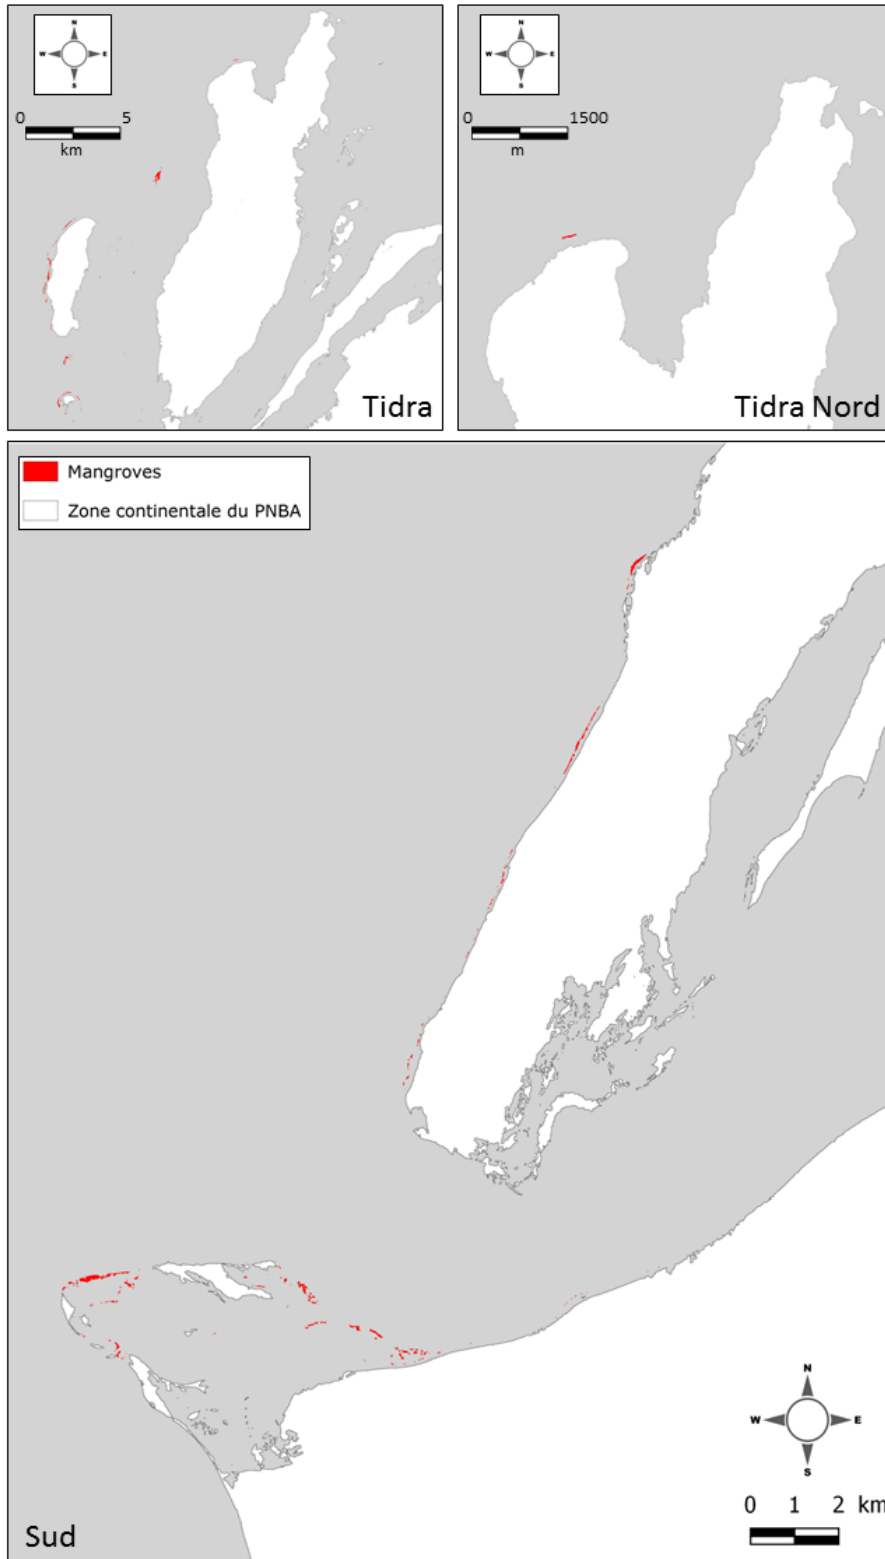 N
W E
S
0 5
km
Tidra
N
W E
S
0 1500
m
Tidra Nord
Mangroves
Zone continentale du PNBA
N
W E
S
0 1 2 km
Sud